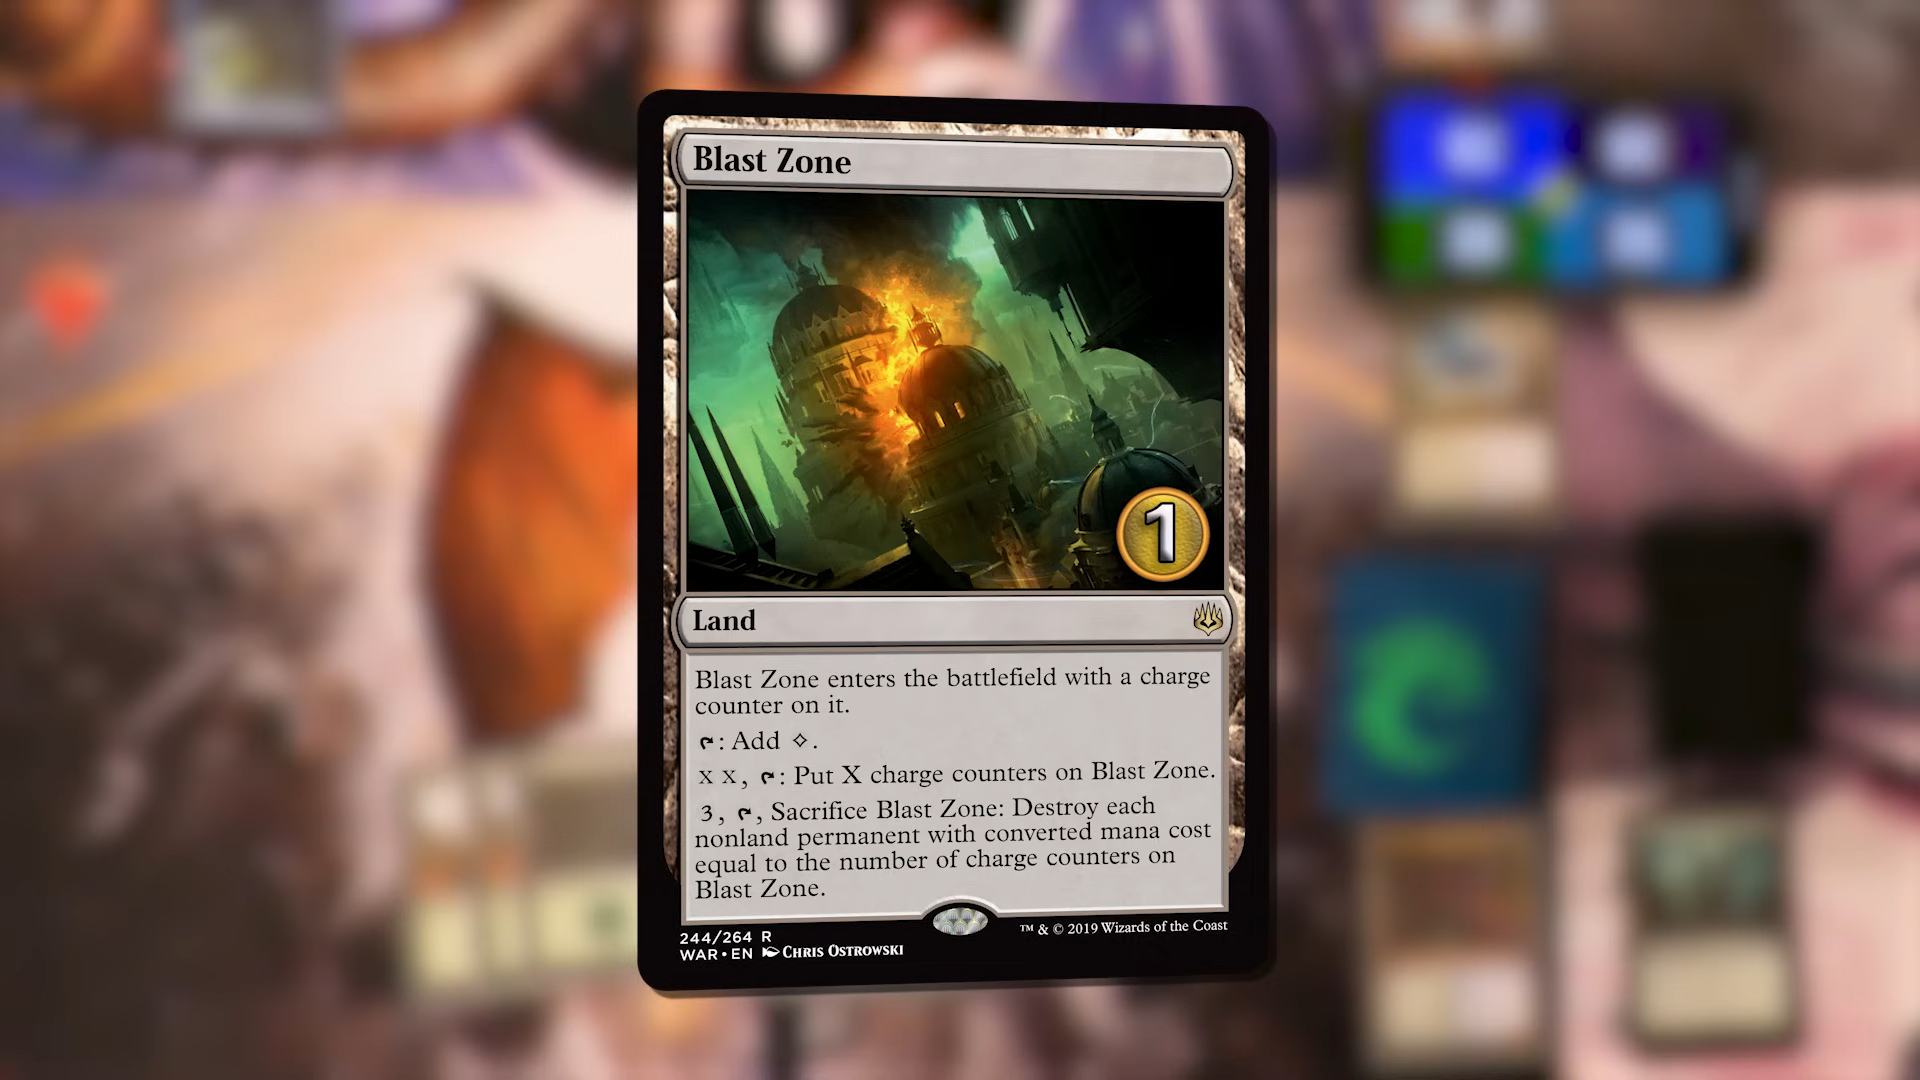 Blast Zone
1
Land
Blast Zone enters the battlefield with a charge
counter on it.
: Add .
X X, : Put X charge counters on Blast Zone.
3, , Sacrifice Blast Zone: Destroy each
nonland permanent with converted mana cost
equal to the number of charge counters on
Blast Zone.
244/264 R
WAR • EN Chris Ostrowski
™ & © 2019 Wizards of the Coast